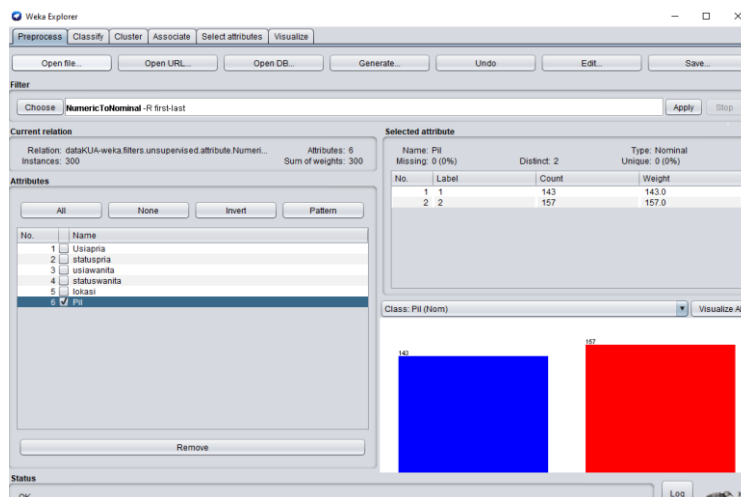 Weka Explorer
Preprocess Classify Cluster Associate Select attributes Visualize
Open file... Open URL... Open DB... Generate... Undo Edit... Save...
Filter
Choose NumericToNominal -R first-last Apply Stop
Current relation
Relation: dataKUA-weka.filters.unsupervised.attribute.Numeri... Attributes: 6
Instances: 300 Sum of weights: 300
Attributes
All None Invert Pattern
No. Name
1 Usiapria
2 statuspria
3 usiawanita
4 statuswanita
5 lokasi
6 Pil
Remove
Selected attribute
Name: Pil Type: Nominal
Missing: 0 (0%) Distinct: 2 Unique: 0 (0%)
No. Label Count Weight
1 1 143 143.0
2 2 157 157.0
Class: Pil (Nom) Visualize Al
143
157
Status
OK
Log